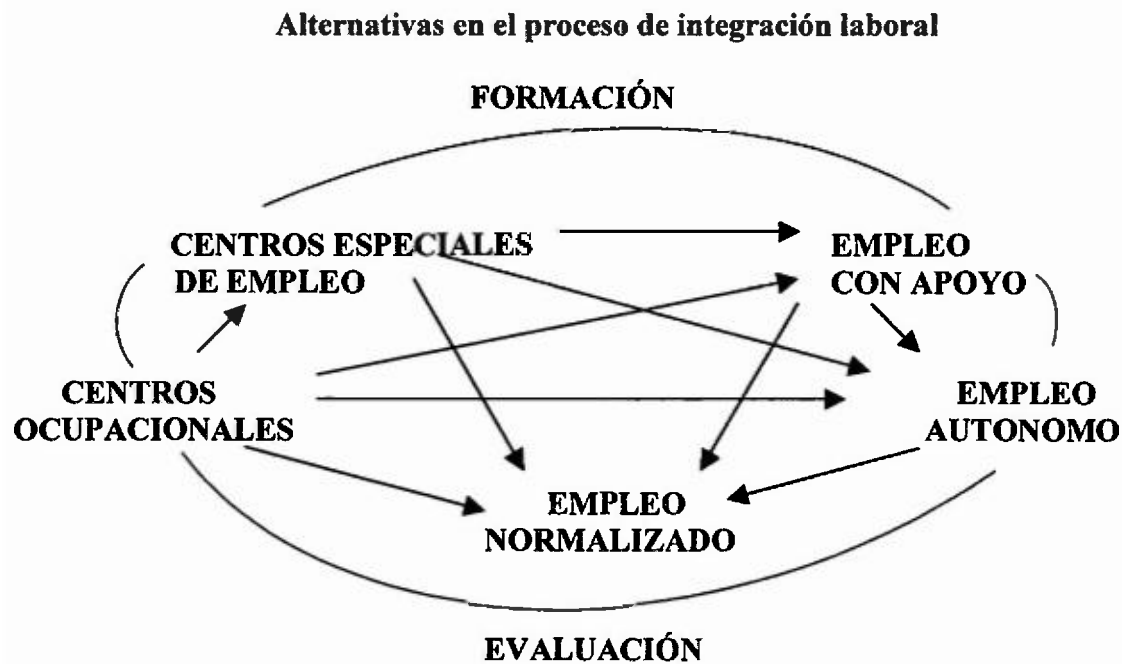 Alternativas en el proceso de integración laboral
FORMACIÓN
CENTROS ESPECIALES
DE EMPLEO
EMPLEO
CON APOYO
CENTROS
OCUPACIONALES
EMPLEO
AUTONOMO
EMPLEO
NORMALIZADO
EVALUACIÓN